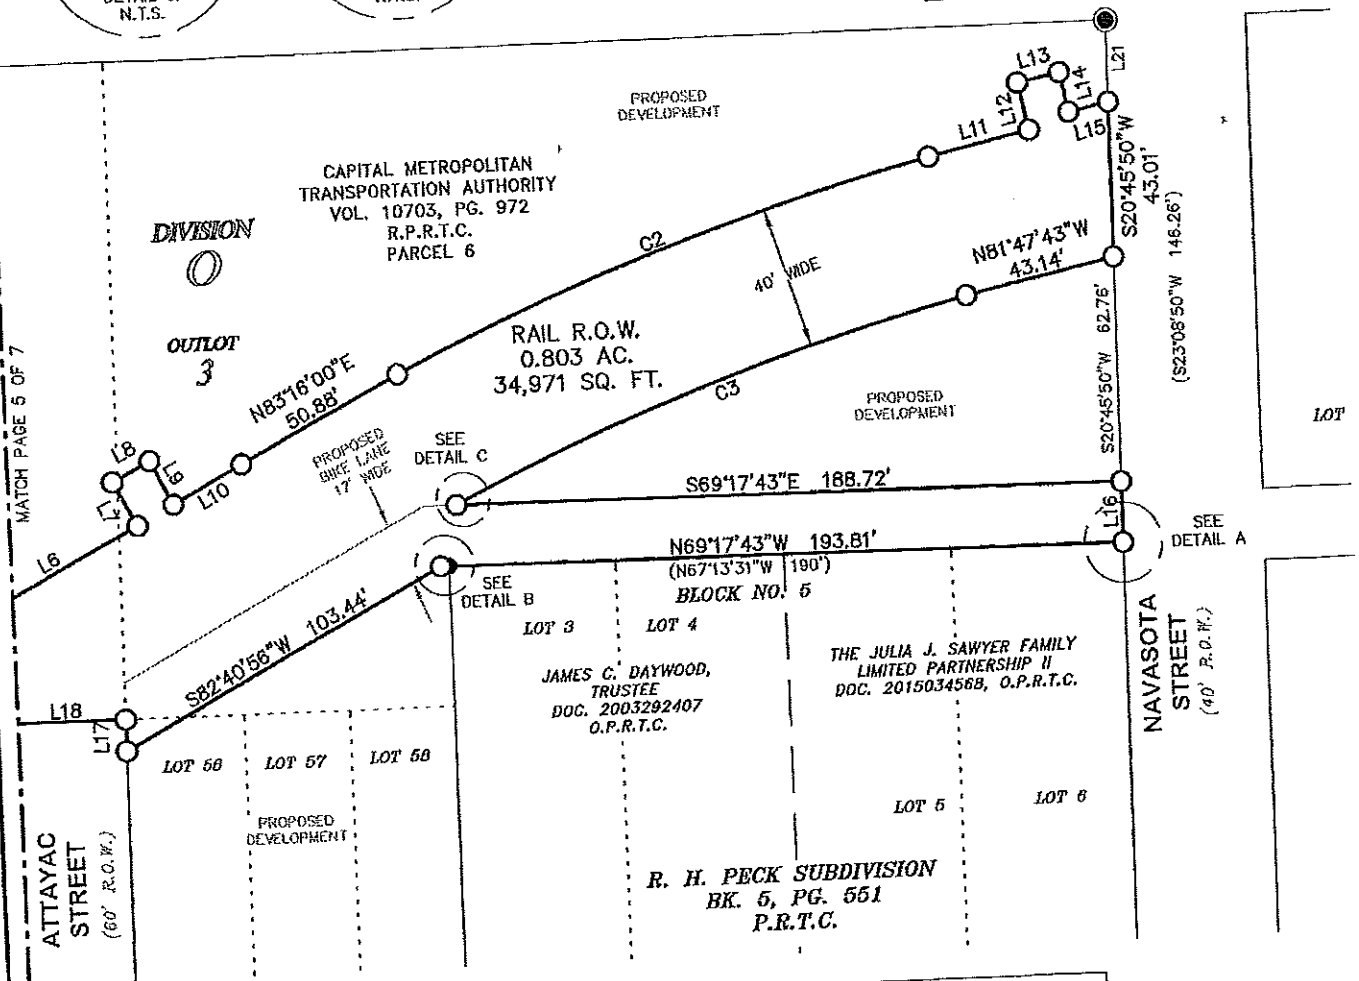 N.T.S.
L21
L13
L14
L12
L15
L11
PROPOSED
DEVELOPMENT
CAPITAL METROPOLITAN
TRANSPORTATION AUTHORITY
VOL. 10703, PG. 972
R.P.R.T.C.
PARCEL 6
S20°45'50"W
43.01'
(S23°08'50"W 146.26')
DIVISION
O
C2
N81°47'43"W
43.14'
40' WIDE
OUTLOT
3
RAIL R.O.W.
0.803 AC.
34,971 SQ. FT.
S20°45'50"W 62.76'
N83°16'00"E
50.88'
C3
PROPOSED
DEVELOPMENT
LOT
MATCH PAGE 5 OF 7
L8
L9
L7
L10
L6
PROPOSED
BIKE LANE
17' WIDE
SEE
DETAIL C
S69°17'43"E 188.72'
L16
SEE
DETAIL A
N69°17'43"W 193.81'
(N67°13'31"W 190')
BLOCK NO. 5
SEE
DETAIL B
S82°40'56"W 103.44'
LOT 3
LOT 4
JAMES C. DAYWOOD,
TRUSTEE
DOC. 2003292407
O.P.R.T.C.
THE JULIA J. SAWYER FAMILY
LIMITED PARTNERSHIP II
DOC. 2015034568, O.P.R.T.C.
NAVASOTA
STREET
(40' R.O.W.)
L18
L17
LOT 56
LOT 57
LOT 58
PROPOSED
DEVELOPMENT
LOT 5
LOT 6
ATTAYAC
STREET
(60' R.O.W.)
R. H. PECK SUBDIVISION
BK. 5, PG. 551
P.R.T.C.